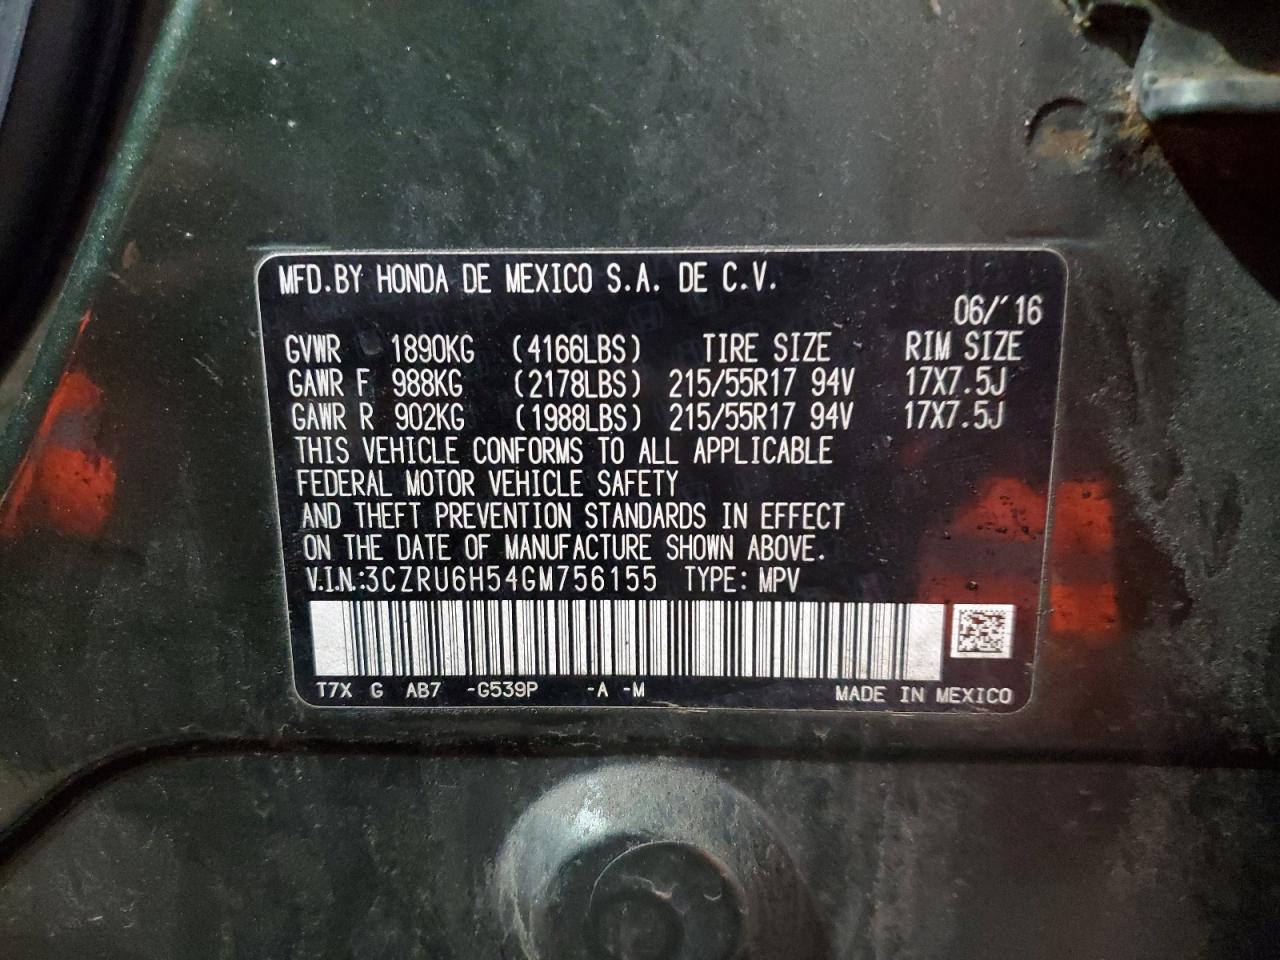 MFD.BY HONDA DE MEXICO S.A. DE C.V.
06/'16
GVWR 1890KG (4166LBS) TIRE SIZE RIM SIZE
GAWR F 988KG (2178LBS) 215/55R17 94V 17X7.5J
GAWR R 902KG (1988LBS) 215/55R17 94V 17X7.5J
THIS VEHICLE CONFORMS TO ALL APPLICABLE
FEDERAL MOTOR VEHICLE SAFETY
AND THEFT PREVENTION STANDARDS IN EFFECT
ON THE DATE OF MANUFACTURE SHOWN ABOVE.
V.I.N.:3CZRU6H54GM756155 TYPE: MPV
T7X G AB7 -G539P -A -M MADE IN MEXICO